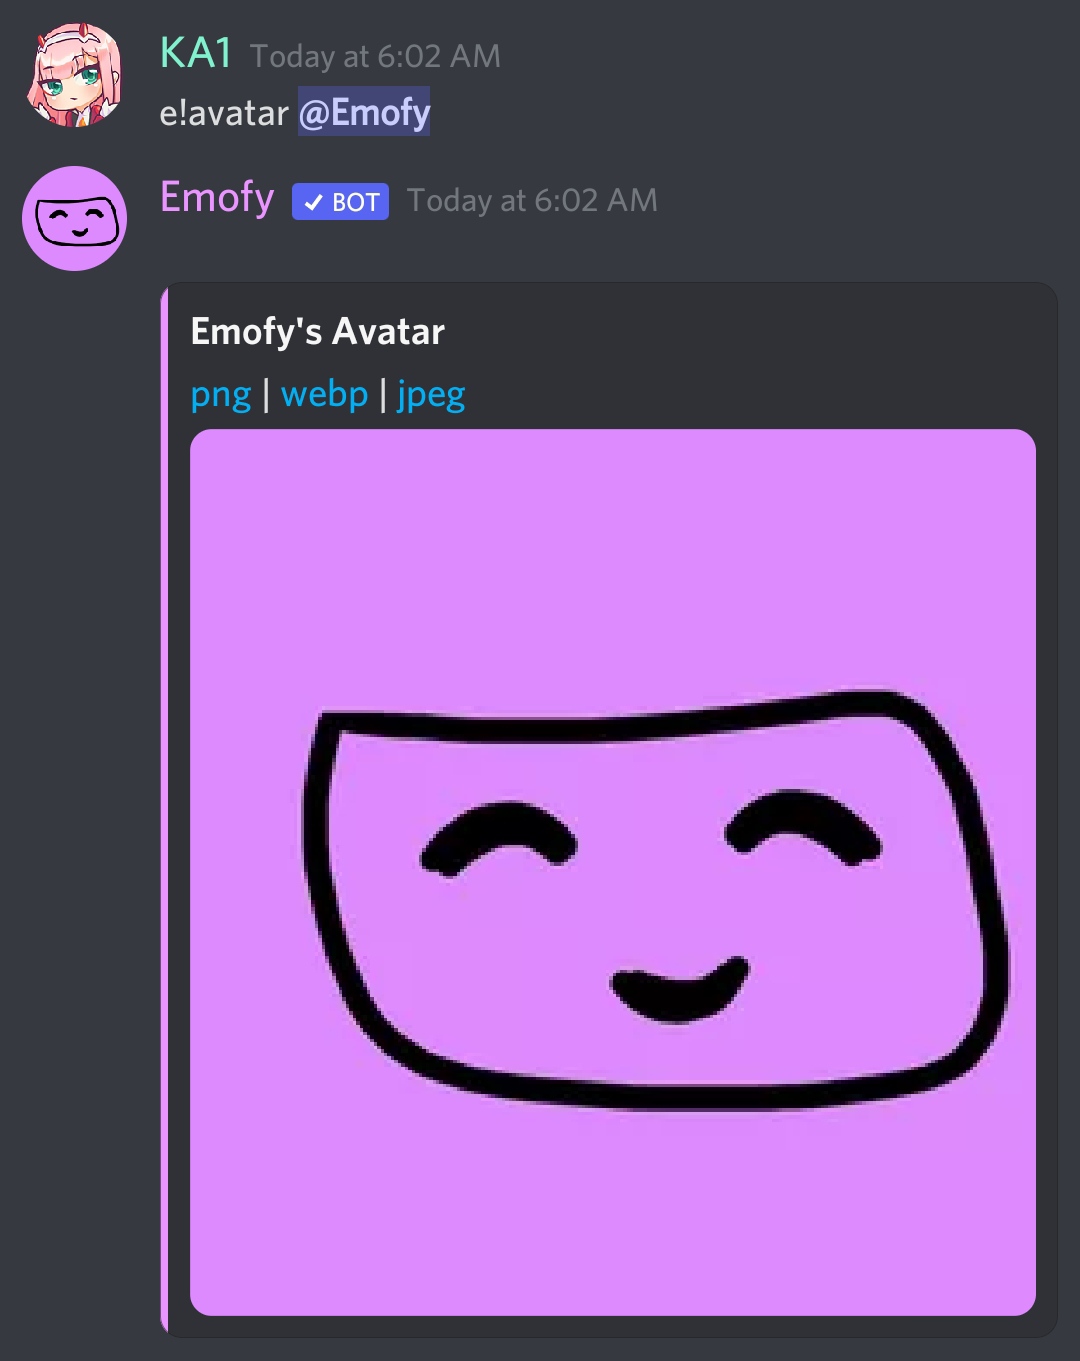 KA1 Today at 6:02 AM
e!avatar @Emofy
Emofy BOT Today at 6:02 AM
Emofy's Avatar
png | webp | jpeg